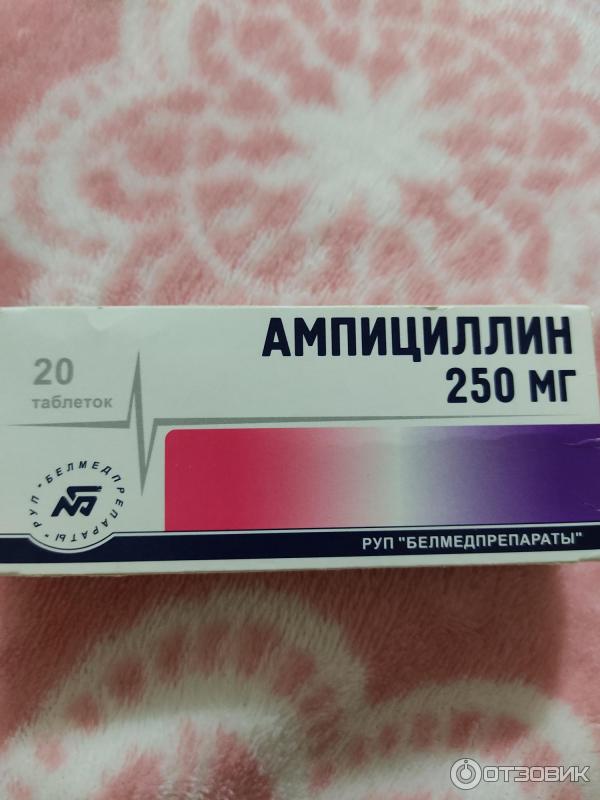 АМПИЦИЛЛИН
250 МГ
20
таблеток
РУП "БЕЛМЕДПРЕПАРАТЫ"
РУП "БЕЛМЕДПРЕПАРАТЫ"
ОТЗОВИК